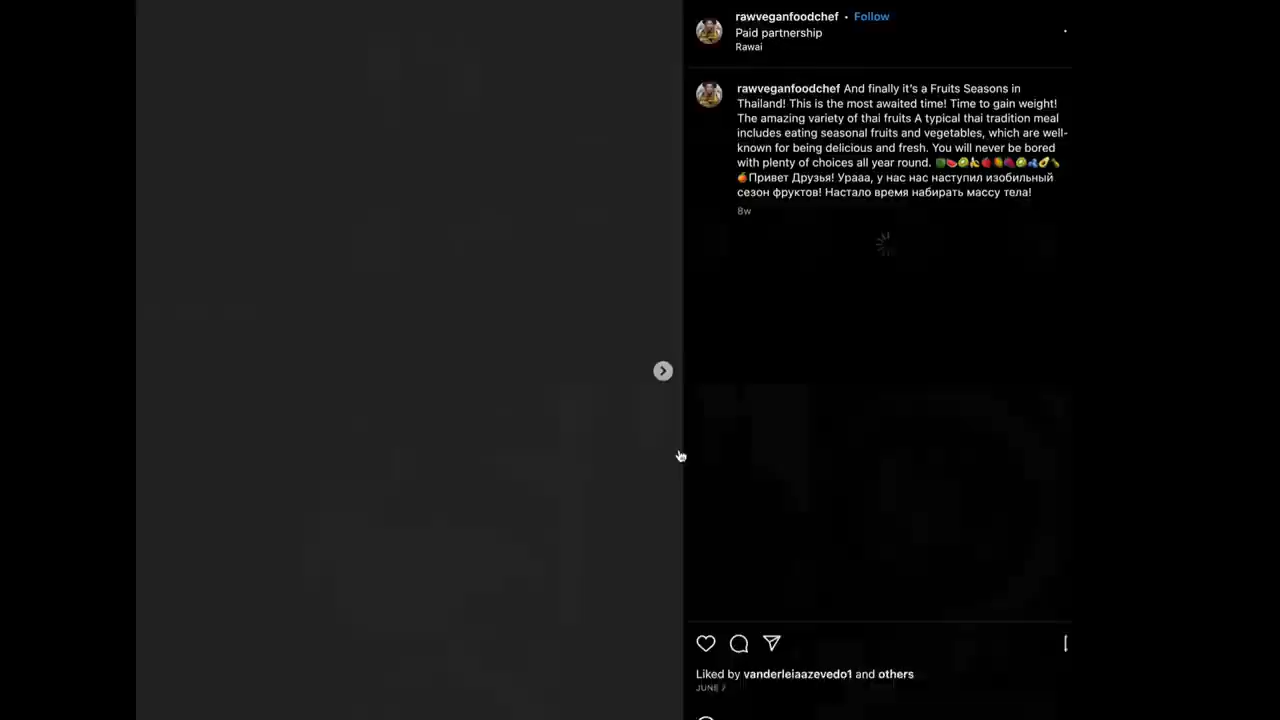 rawveganfoodchef • Follow
Paid partnership
Rawai
rawveganfoodchef And finally it's a Fruits Seasons in
Thailand! This is the most awaited time! Time to gain weight!
The amazing variety of thai fruits A typical thai tradition meal
includes eating seasonal fruits and vegetables, which are well-
known for being delicious and fresh. You will never be bored
with plenty of choices all year round.
Привет Друзья! Урааа, у нас нас наступил изобильный
сезон фруктов! Настало время набирать массу тела!
8w
Liked by vanderleiaazevedo1 and others
JUNE 7